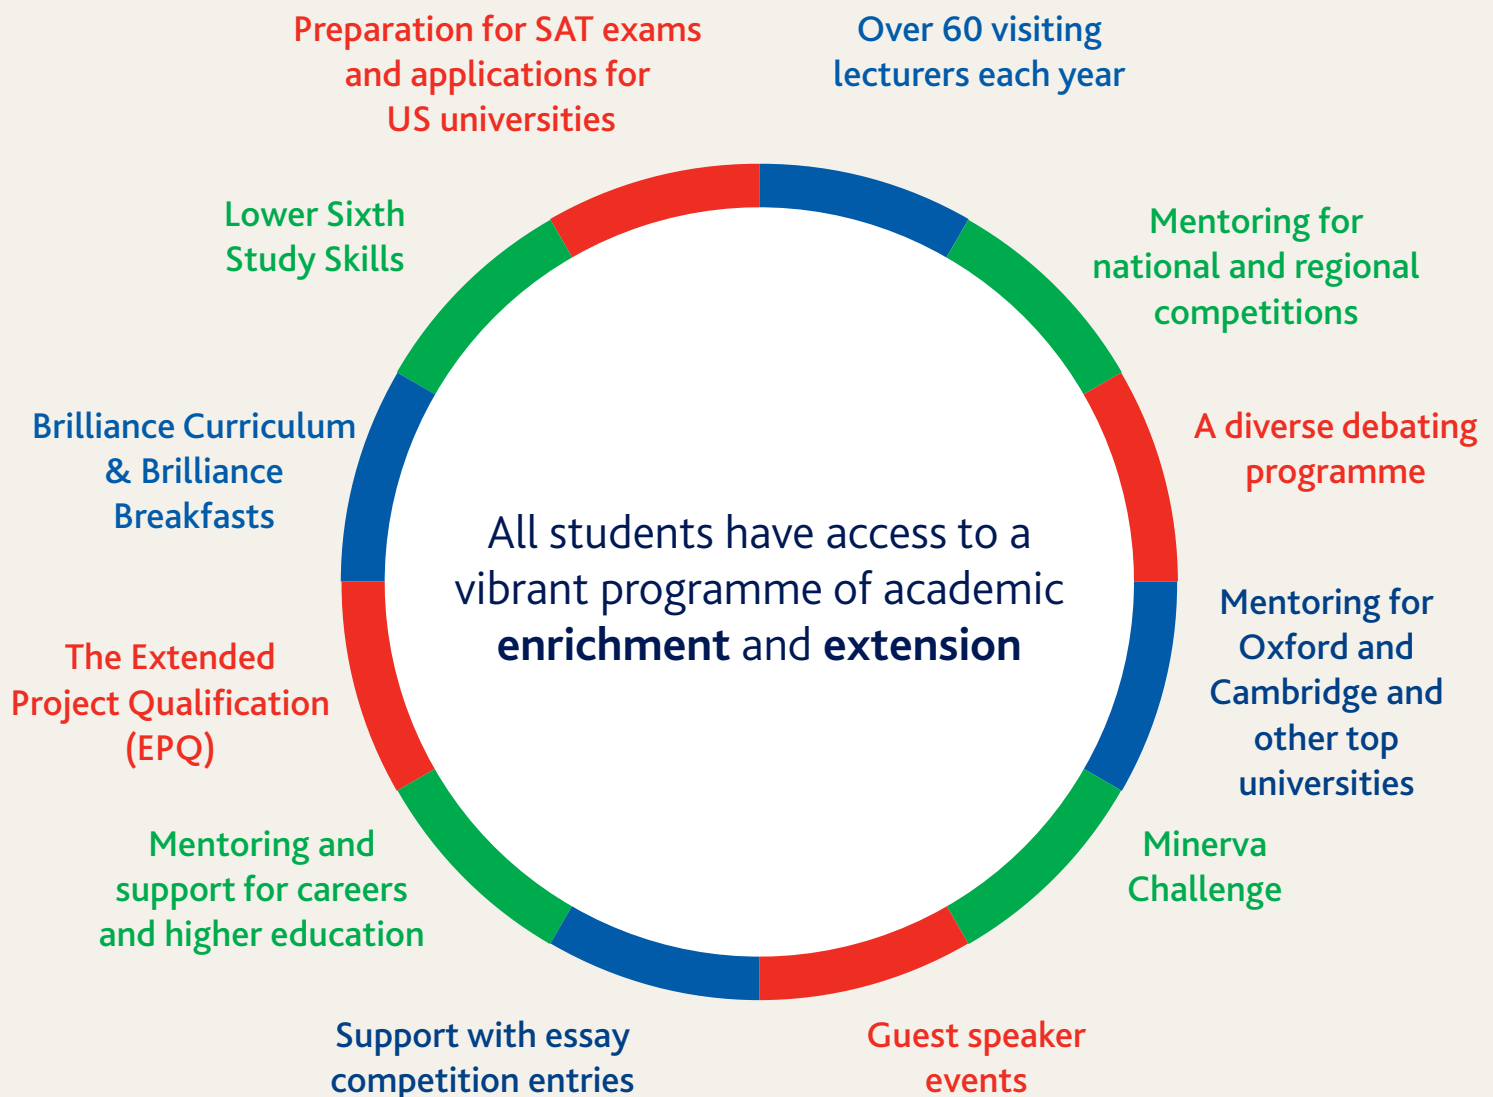 Preparation for SAT exams
and applications for
US universities
Over 60 visiting
lecturers each year
Mentoring for
national and regional
competitions
A diverse debating
programme
Mentoring for
Oxford and
Cambridge and
other top
universities
Minerva
Challenge
Guest speaker
events
Support with essay
competition entries
Mentoring and
support for careers
and higher education
The Extended
Project Qualification
(EPQ)
Brilliance Curriculum
& Brilliance
Breakfasts
Lower Sixth
Study Skills
All students have access to a
vibrant programme of academic
enrichment and extension